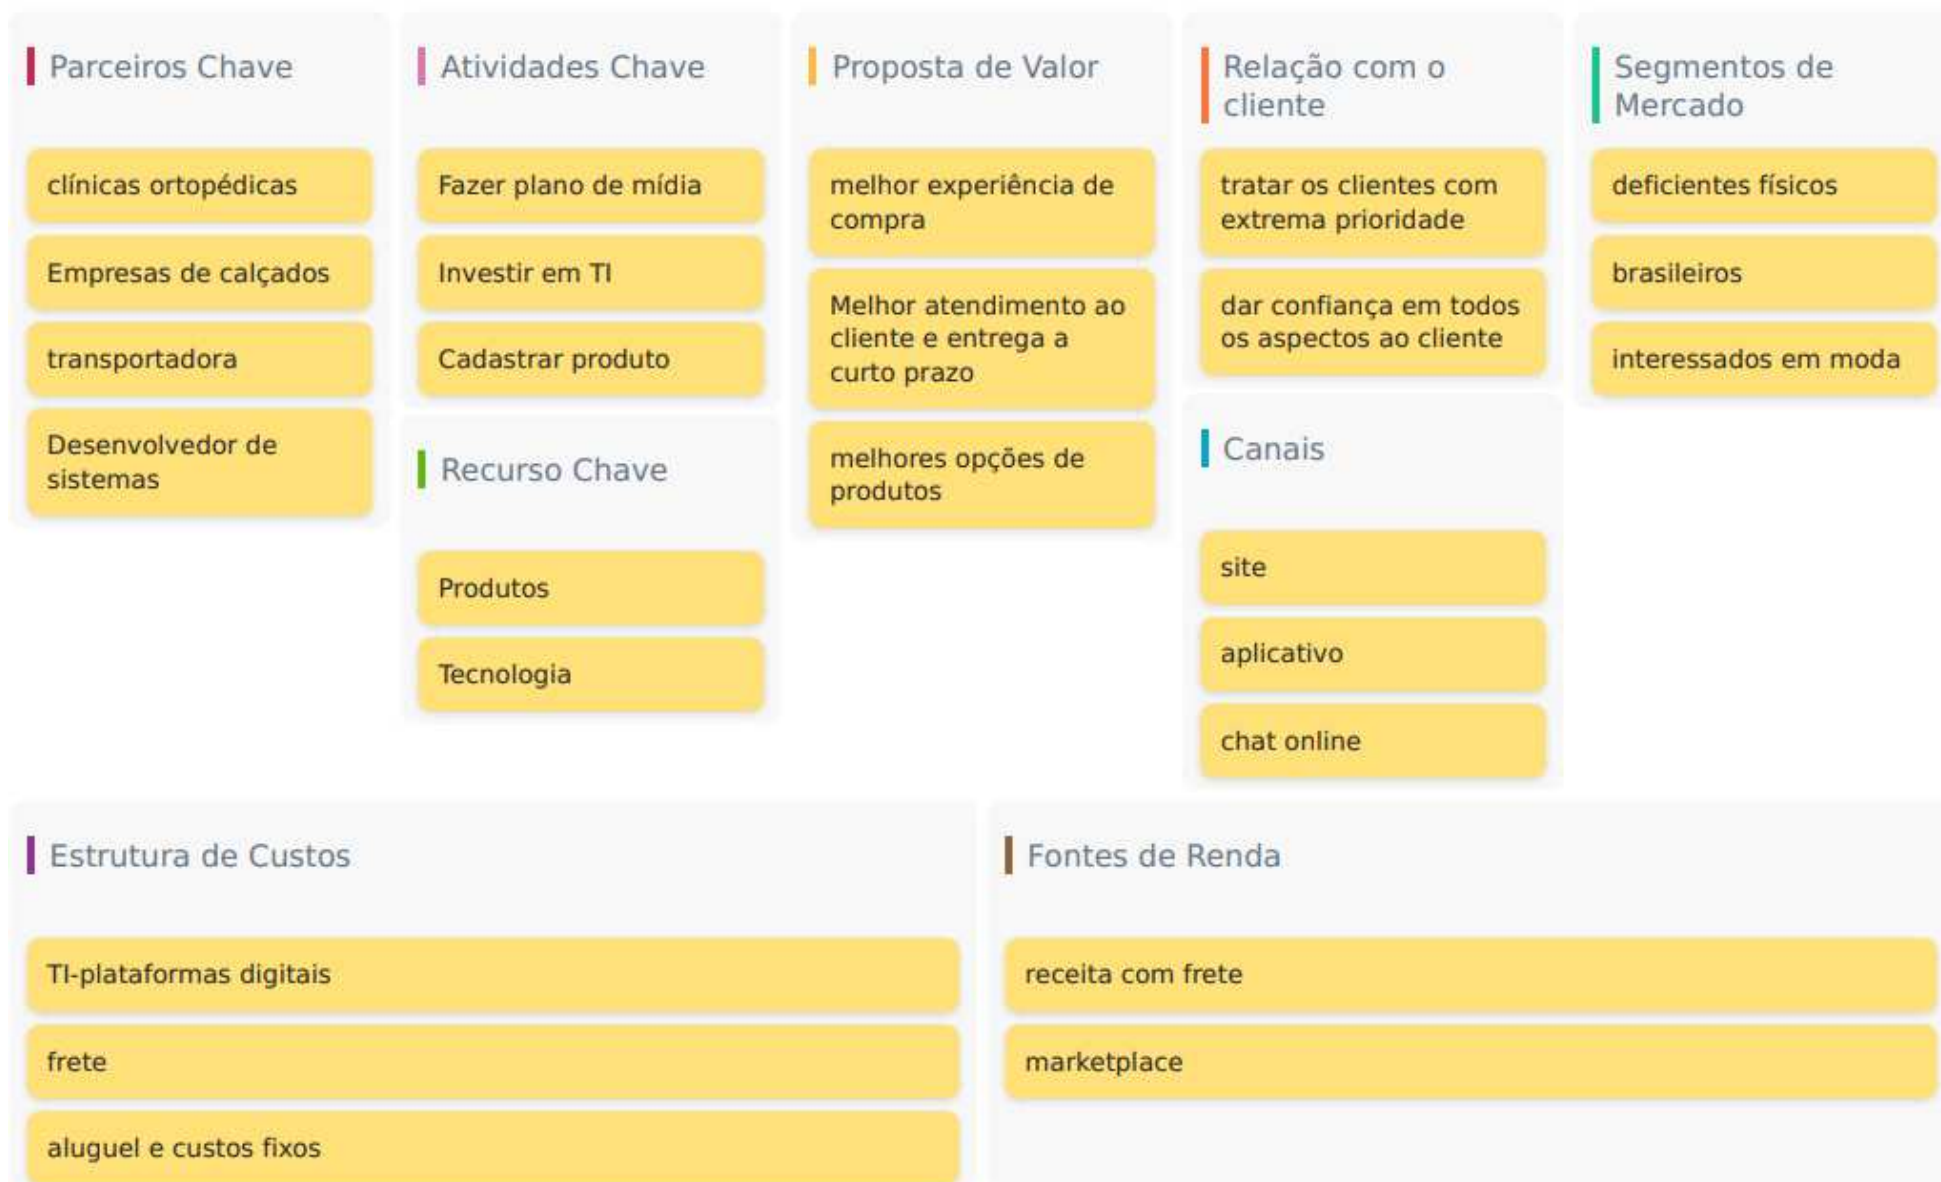 Parceiros Chave
clínicas ortopédicas
Empresas de calçados
transportadora
Desenvolvedor de
sistemas
Atividades Chave
Fazer plano de mídia
Investir em TI
Cadastrar produto
Recurso Chave
Produtos
Tecnologia
Proposta de Valor
melhor experiência de
compra
Melhor atendimento ao
cliente e entrega a
curto prazo
melhores opções de
produtos
Relação com o
cliente
tratar os clientes com
extrema prioridade
dar confiança em todos
os aspectos ao cliente
Canais
site
aplicativo
chat online
Segmentos de
Mercado
deficientes físicos
brasileiros
interessados em moda
Estrutura de Custos
TI-plataformas digitais
frete
aluguel e custos fixos
Fontes de Renda
receita com frete
marketplace